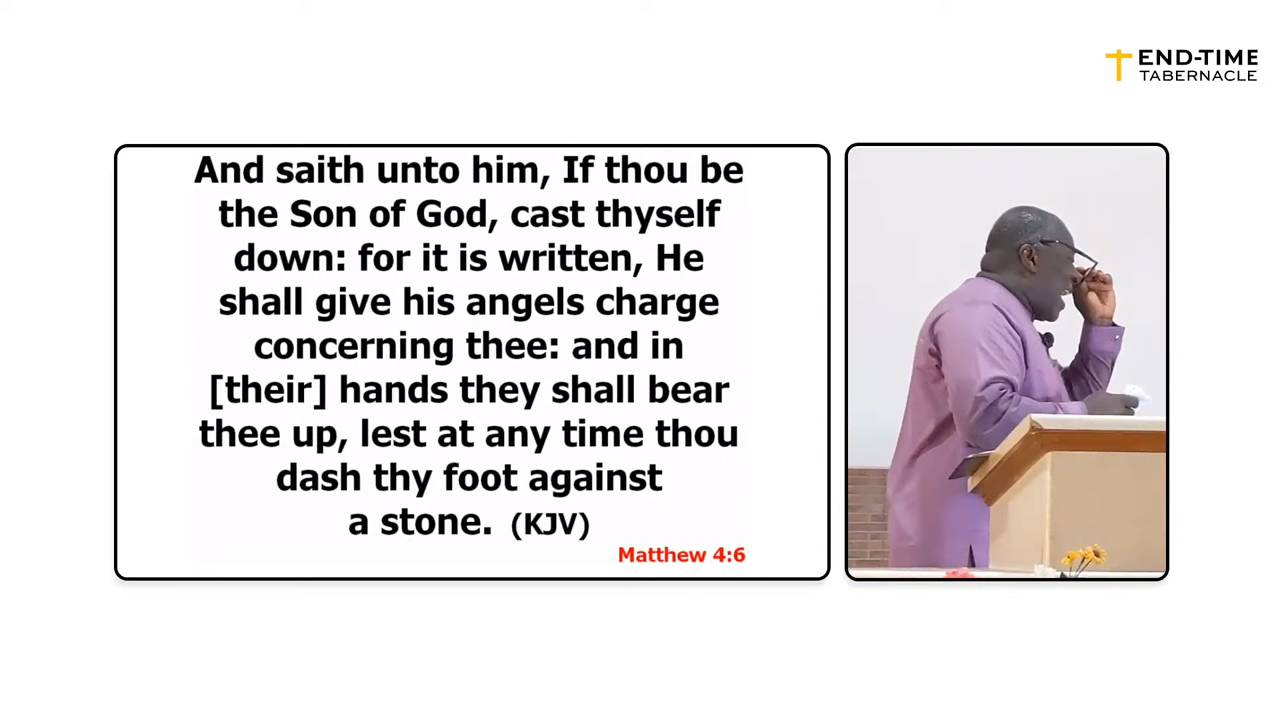 END-TIME
TABERNACLE
And saith unto him, If thou be
the Son of God, cast thyself
down: for it is written, He
shall give his angels charge
concerning thee: and in
[their] hands they shall bear
thee up, lest at any time thou
dash thy foot against
a stone. (KJV)
Matthew 4:6